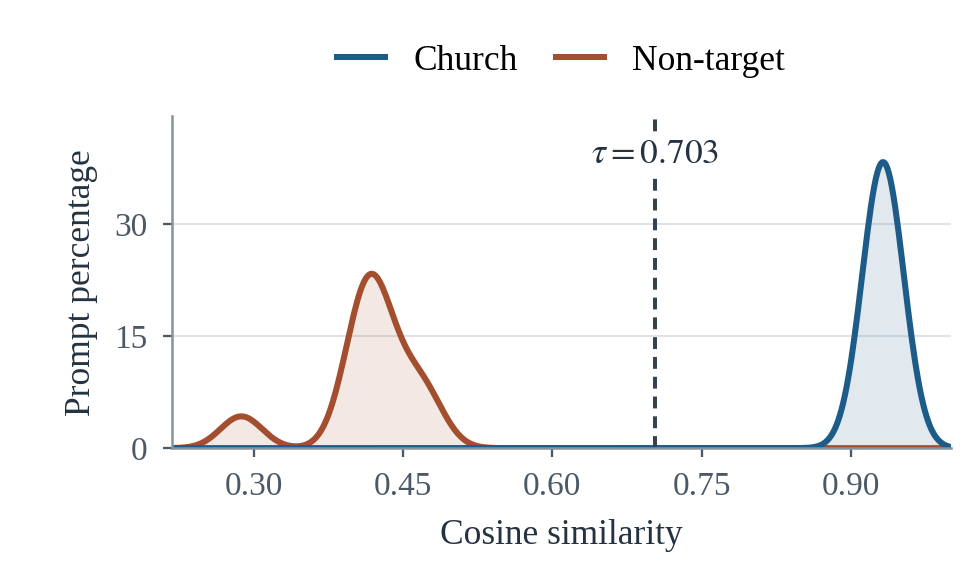 Church Non-target
τ = 0.703
Prompt percentage
30
15
0
0.30 0.45 0.60 0.75 0.90
Cosine similarity